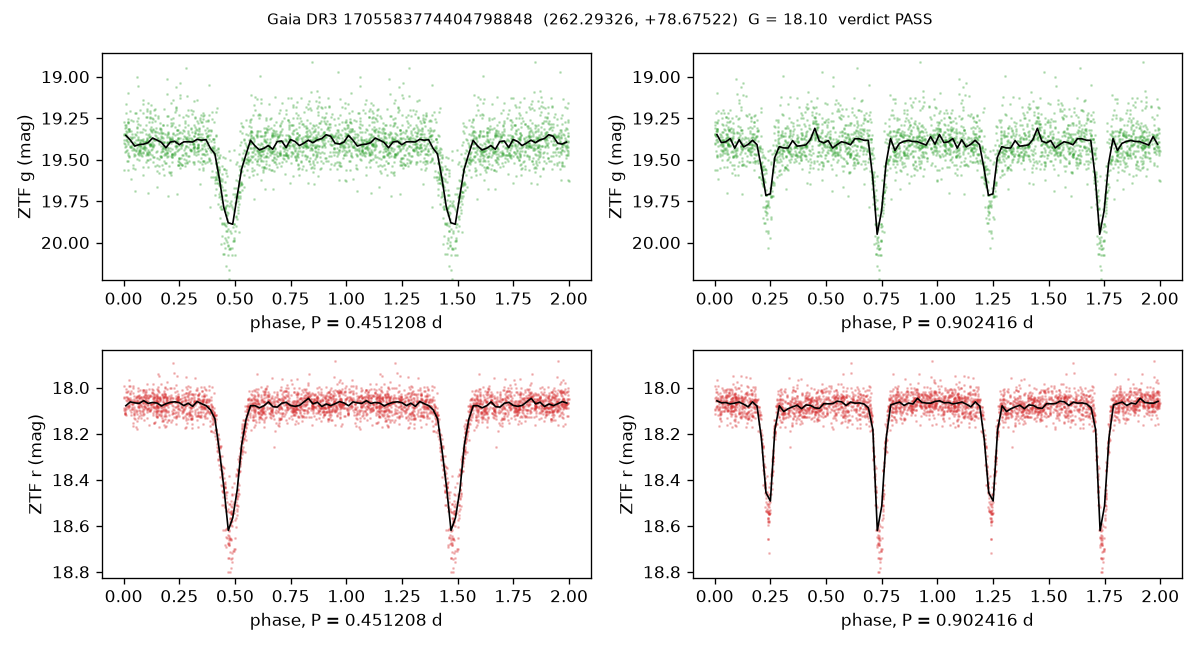 Gaia DR3 1705583774404798848  (262.29326, +78.67522)  G = 18.10  verdict PASS
ZTF g (mag)
19.00
19.25
19.50
19.75
20.00
0.00 0.25 0.50 0.75 1.00 1.25 1.50 1.75 2.00
phase, P = 0.451208 d
ZTF g (mag)
19.00
19.25
19.50
19.75
20.00
0.00 0.25 0.50 0.75 1.00 1.25 1.50 1.75 2.00
phase, P = 0.902416 d
ZTF r (mag)
18.0
18.2
18.4
18.6
18.8
0.00 0.25 0.50 0.75 1.00 1.25 1.50 1.75 2.00
phase, P = 0.451208 d
ZTF r (mag)
18.0
18.2
18.4
18.6
18.8
0.00 0.25 0.50 0.75 1.00 1.25 1.50 1.75 2.00
phase, P = 0.902416 d